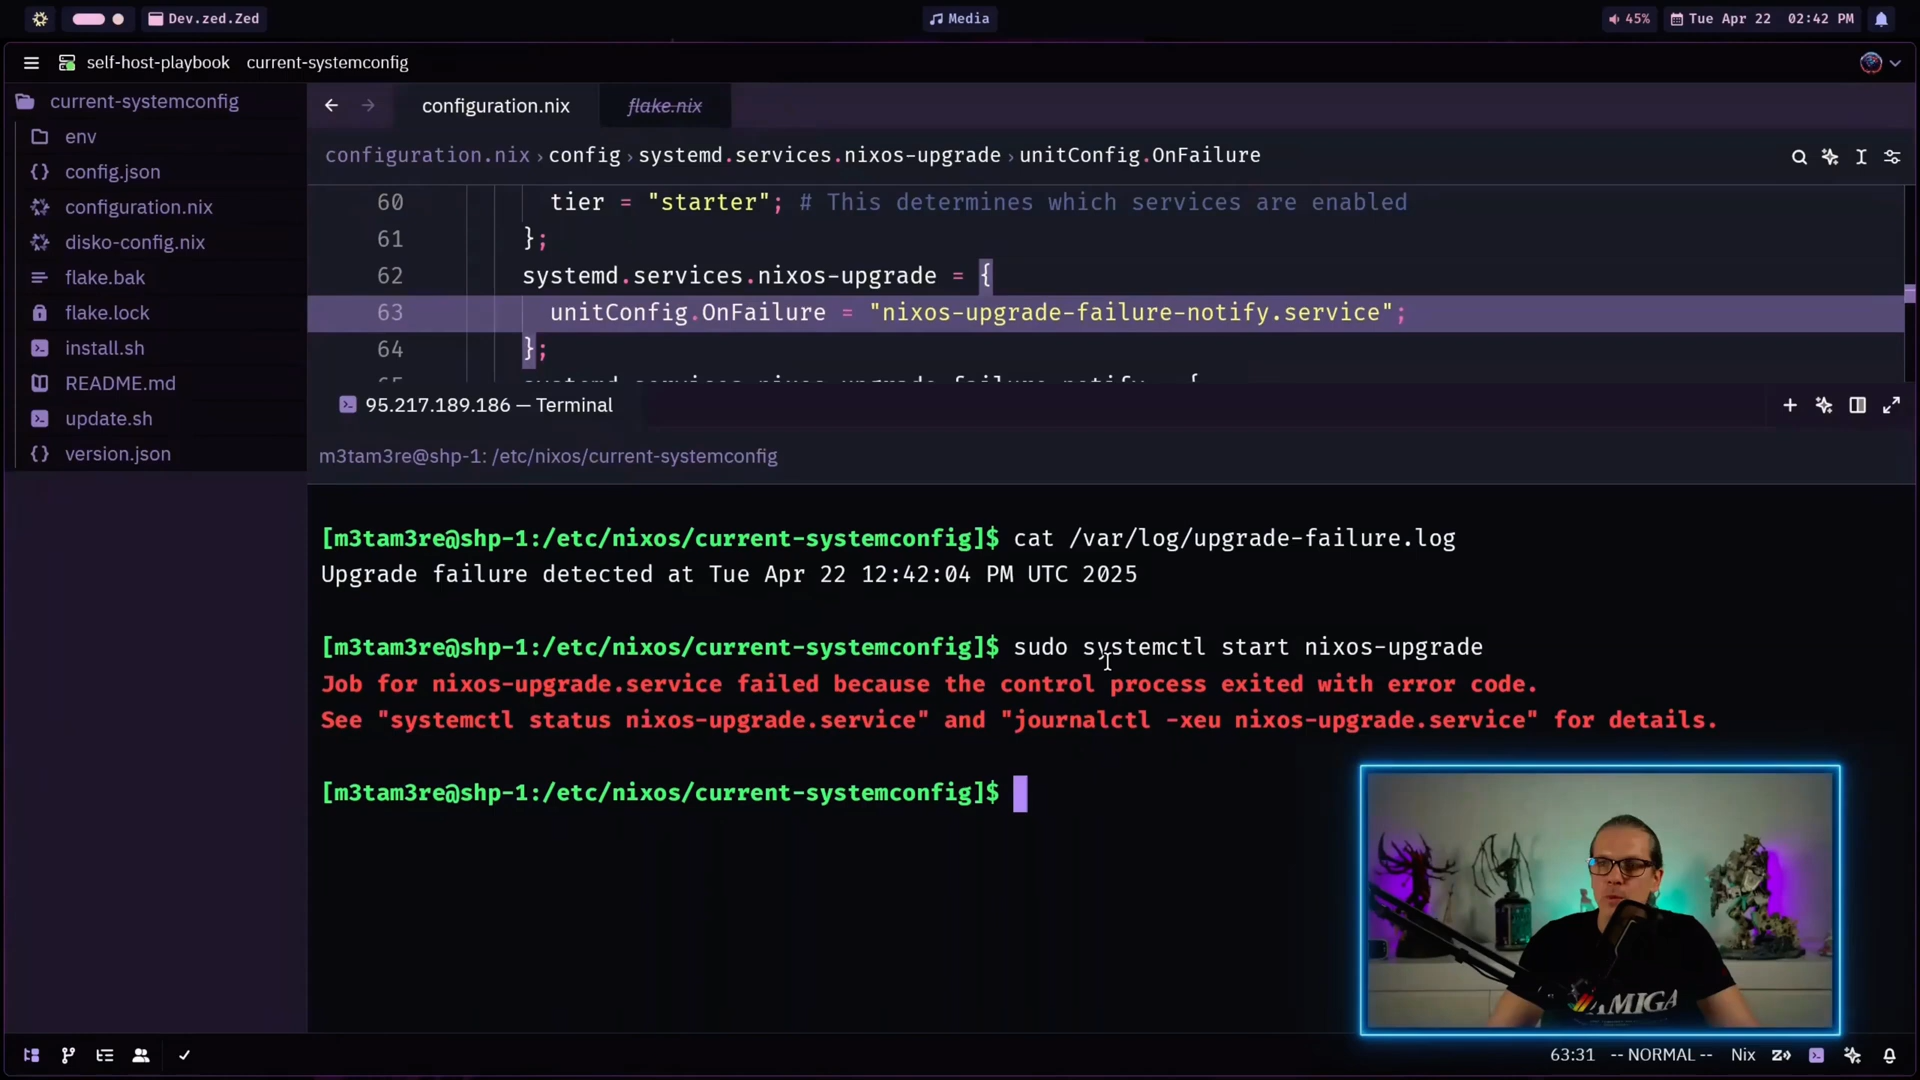 Dev.zed.Zed
Media
45%
Tue Apr 22 02:42 PM
self-host-playbook current-systemconfig
current-systemconfig
env
config.json
configuration.nix
disko-config.nix
flake.bak
flake.lock
install.sh
README.md
update.sh
version.json
configuration.nix
flake.nix
configuration.nix › config › systemd.services.nixos-upgrade › unitConfig.OnFailure
60 tier = "starter"; # This determines which services are enabled
61 };
62 systemd.services.nixos-upgrade = {
63 unitConfig.OnFailure = "nixos-upgrade-failure-notify.service";
64 };
95.217.189.186 — Terminal
m3tam3re@shp-1: /etc/nixos/current-systemconfig
[m3tam3re@shp-1:/etc/nixos/current-systemconfig]$ cat /var/log/upgrade-failure.log
Upgrade failure detected at Tue Apr 22 12:42:04 PM UTC 2025
[m3tam3re@shp-1:/etc/nixos/current-systemconfig]$ sudo systemctl start nixos-upgrade
Job for nixos-upgrade.service failed because the control process exited with error code.
See "systemctl status nixos-upgrade.service" and "journalctl -xeu nixos-upgrade.service" for details.
[m3tam3re@shp-1:/etc/nixos/current-systemconfig]$
AMIGA
63:31 -- NORMAL -- Nix